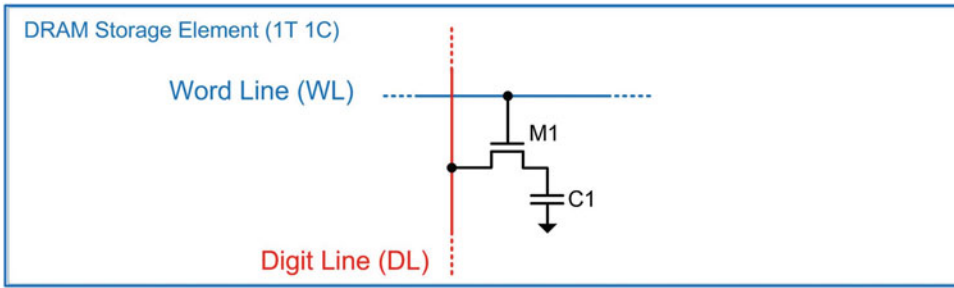 DRAM Storage Element (1T 1C)
Word Line (WL)
M1
C1
Digit Line (DL)